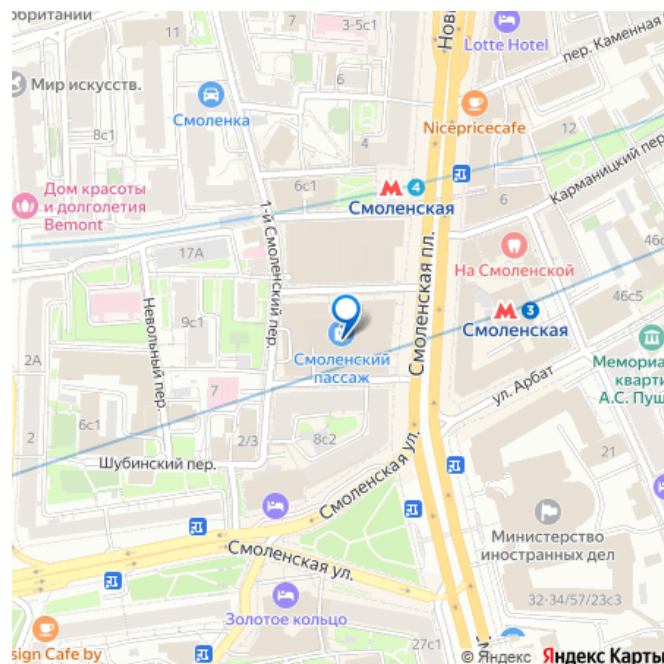 обритании
11
7
3-5с1
Нови
Lotte Hotel
пер. Каменная
Мир искусств.
6
Смоленка
Nicepricecafe
8с1
4
12
Карманицкий пер.
Дом красоты
и долголетия
Bemont
6с1
4
Смоленская
6
1-й Смоленский пер.
17А
На Смоленской
46с
46с5
Невольный пер.
9с1
Смоленская пл.
3
Смоленская
2А
Смоленский
пассаж
Мемориа
кварти
А.С. Пуш
7
ул. Арбат
6с1
2
2/3
8с2
Шубинский пер.
21
Смоленская ул.
Министерство
иностранных дел
Смоленская ул.
32-34/57/23с3
Золотое кольцо
sign Cafe by
27с1
© Яндекс Яндекс Карты